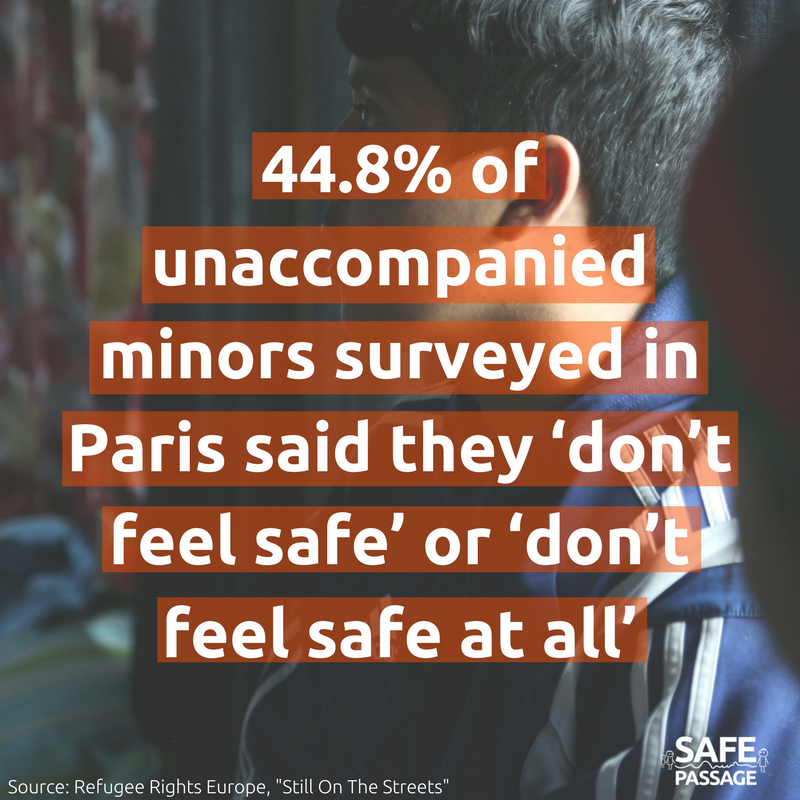 44.8% of
unaccompanied
minors surveyed in
Paris said they ‘don’t
feel safe’ or ‘don’t
feel safe at all’
SAFE
PASSAGE
Source: Refugee Rights Europe, "Still On The Streets"